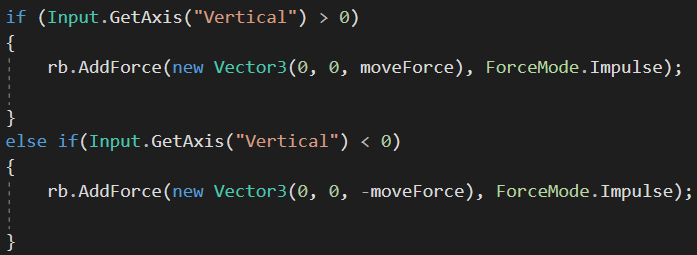 if (Input.GetAxis("Vertical") > 0)
{
rb.AddForce(new Vector3(0, 0, moveForce), ForceMode.Impulse);
}
else if(Input.GetAxis("Vertical") < 0)
{
rb.AddForce(new Vector3(0, 0, -moveForce), ForceMode.Impulse);
}